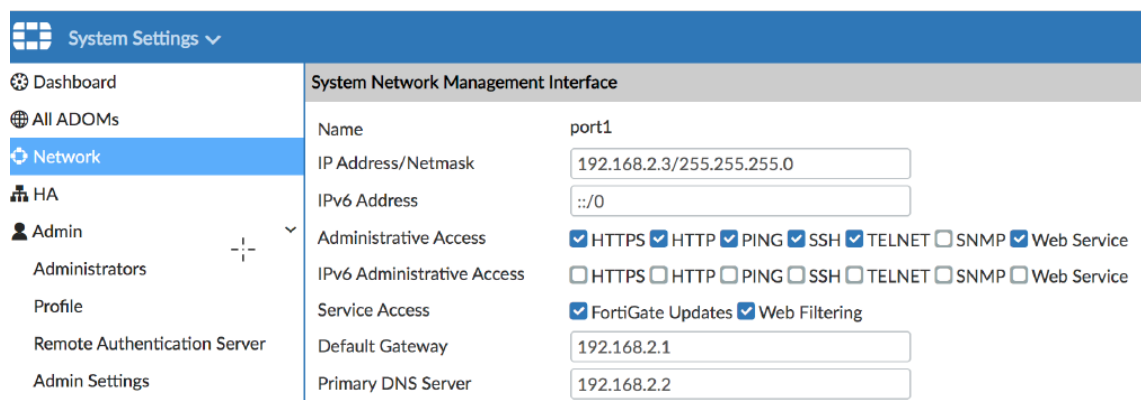 System Settings
Dashboard
All ADOMs
Network
HA
Admin
Administrators
Profile
Remote Authentication Server
Admin Settings
System Network Management Interface
Name port1
IP Address/Netmask 192.168.2.3/255.255.255.0
IPv6 Address ::/0
Administrative Access HTTPS HTTP PING SSH TELNET SNMP Web Service
IPv6 Administrative Access HTTPS HTTP PING SSH TELNET SNMP Web Service
Service Access FortiGate Updates Web Filtering
Default Gateway 192.168.2.1
Primary DNS Server 192.168.2.2